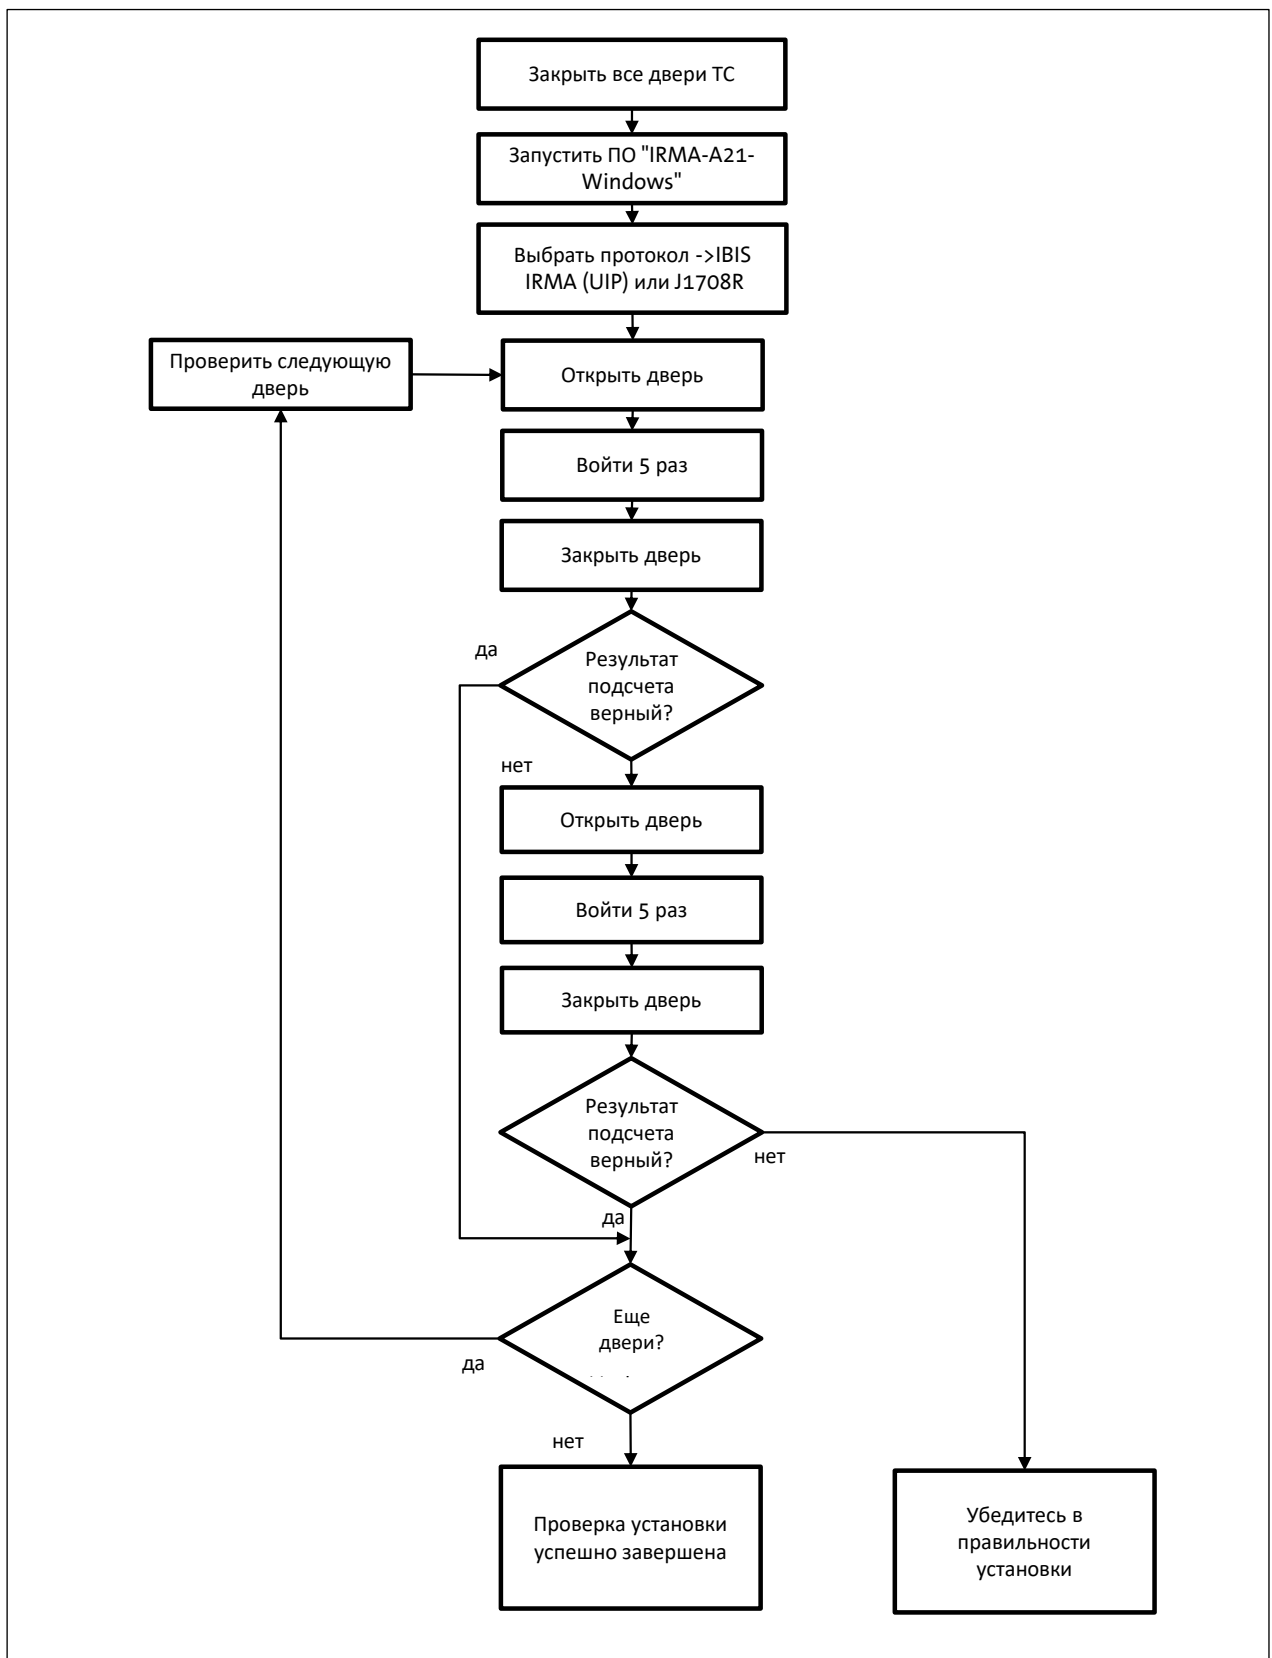 Закрыть все двери ТС
Запустить ПО "IRMA-A21-
Windows"
Выбрать протокол ->IBIS
IRMA (UIP) или J1708R
Проверить следующую
дверь
Открыть дверь
Войти 5 раз
Закрыть дверь
да
Результат
подсчета
верный?
нет
Открыть дверь
Войти 5 раз
Закрыть дверь
Результат
подсчета
верный?
нет
да
Еще
двери?
да
нет
Проверка установки
успешно завершена
Убедитесь в
правильности
установки